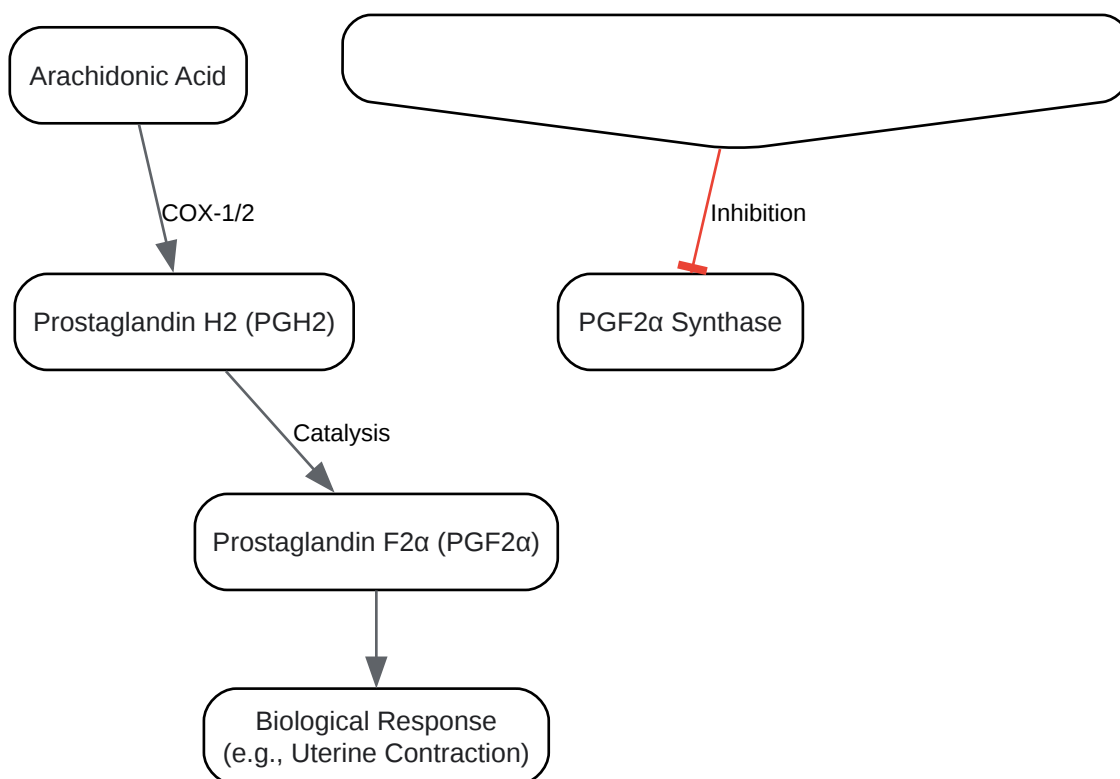 Arachidonic Acid
COX-1/2
Inhibition
Prostaglandin H2 (PGH2)
PGF2α Synthase
Catalysis
Prostaglandin F2α (PGF2α)
Biological Response
(e.g., Uterine Contraction)